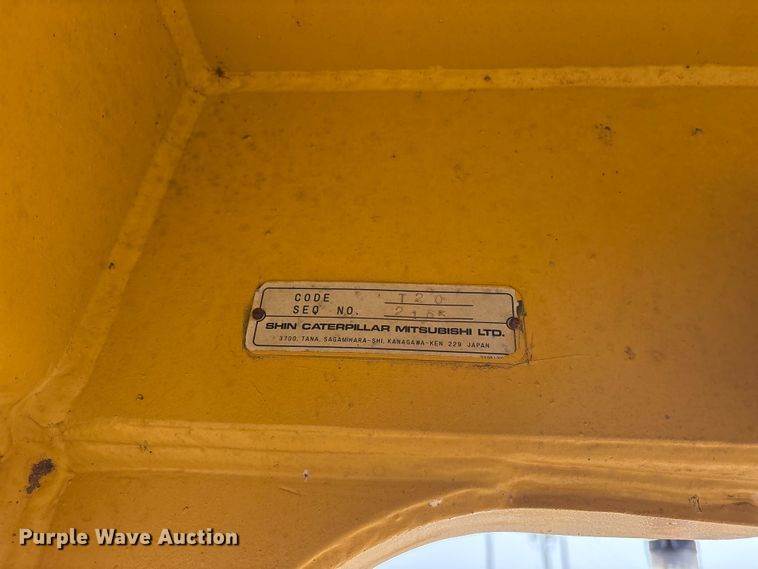 CODE T20
SEQ NO. 2165
SHIN CATERPILLAR MITSUBISHI LTD.
3700, TANA, SAGAMIHARA-SHI, KANAGAWA-KEN 229 JAPAN
Purple Wave Auction